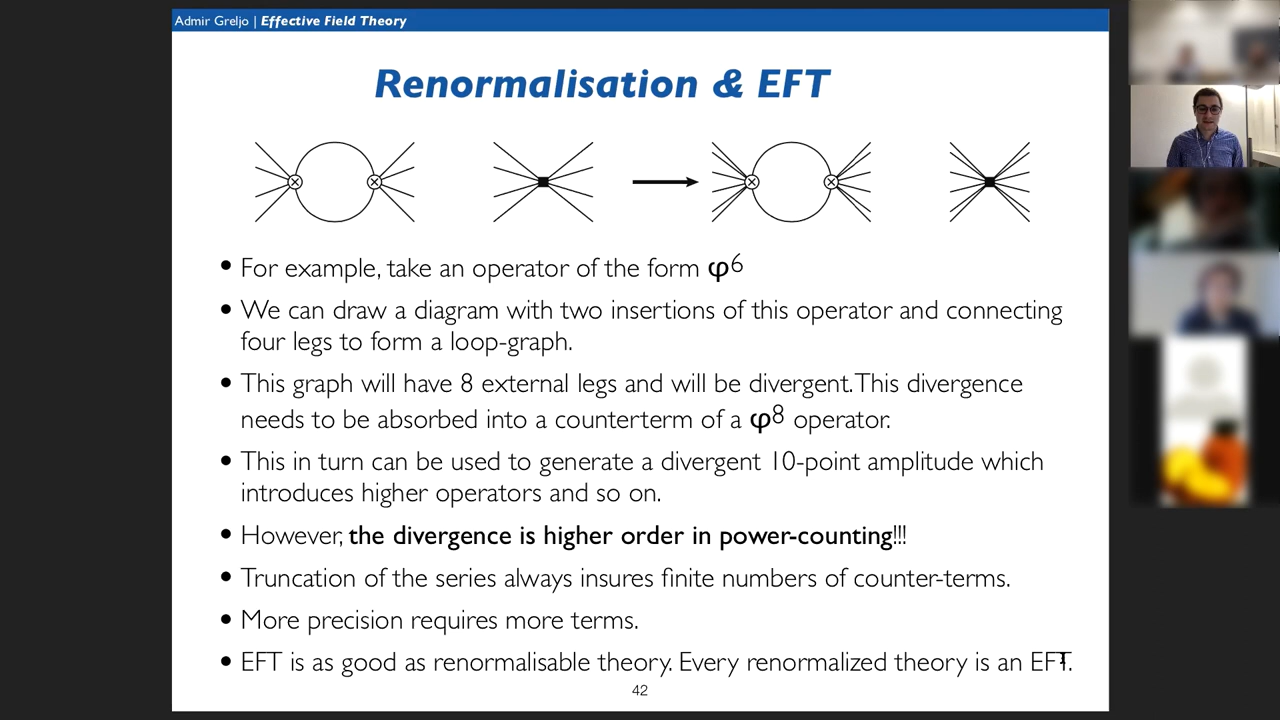 Admir Greljo | Effective Field Theory
Renormalisation & EFT
• For example, take an operator of the form φ⁶
• We can draw a diagram with two insertions of this operator and connecting
four legs to form a loop-graph.
• This graph will have 8 external legs and will be divergent. This divergence
needs to be absorbed into a counterterm of a φ⁸ operator.
• This in turn can be used to generate a divergent 10-point amplitude which
introduces higher operators and so on.
• However, the divergence is higher order in power-counting!!!
• Truncation of the series always insures finite numbers of counter-terms.
• More precision requires more terms.
• EFT is as good as renormalisable theory. Every renormalized theory is an EFT.
42